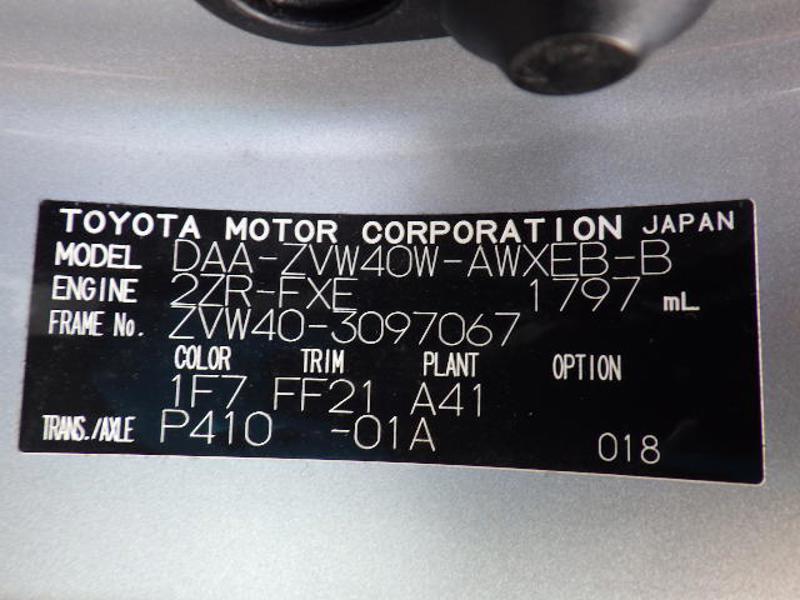 TOYOTA MOTOR CORPORATION JAPAN
MODEL DAA-ZVW40W-AWXEB-B
ENGINE 2ZR-FXE 1797 mL
FRAME No. ZVW40-3097067
COLOR TRIM PLANT OPTION
1F7 FF21 A41
TRANS./AXLE P410 -01A 018